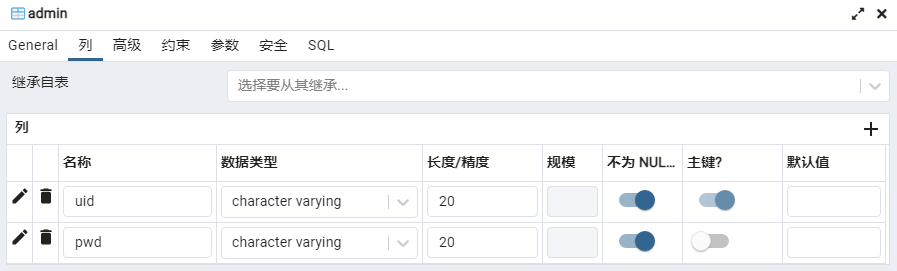 admin
General 列 高级 约束 参数 安全 SQL
继承自表 选择要从其继承...
列
名称 数据类型 长度/精度 规模 不为 NUL... 主键? 默认值
uid character varying 20
pwd character varying 20